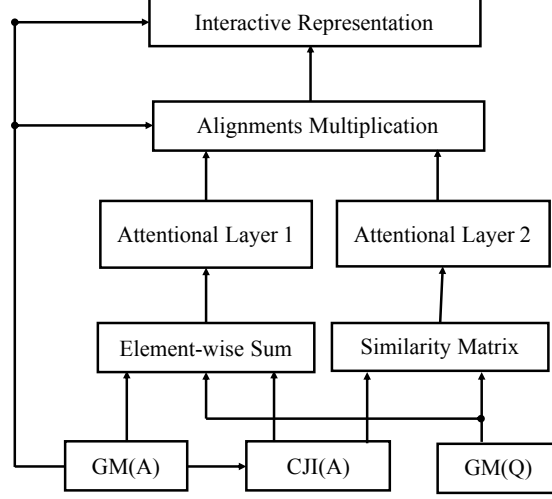 Interactive Representation
Alignments Multiplication
Attentional Layer 1
Attentional Layer 2
Element-wise Sum
Similarity Matrix
GM(A)
CJI(A)
GM(Q)